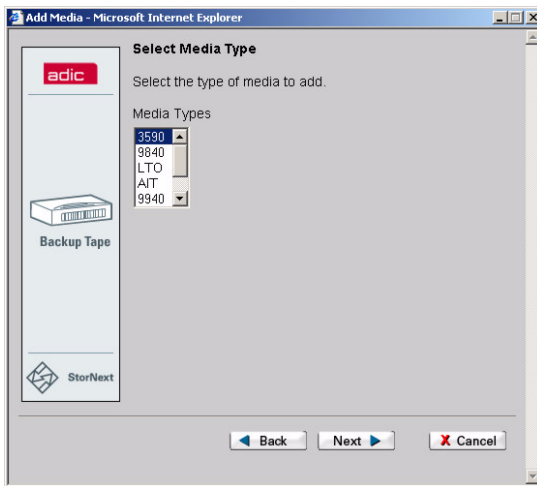 Add Media - Microsoft Internet Explorer
adic
Backup Tape
StorNext
Select Media Type
Select the type of media to add.
Media Types
3590
9840
LTO
AIT
9940
Back
Next
X Cancel